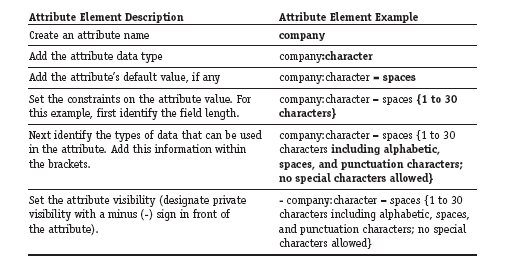 Attribute Element Description Attribute Element Example
Create an attribute name company
Add the attribute data type company:character
Add the attribute's default value, if any company:character = spaces
Set the constraints on the attribute value. For company:character = spaces {1 to 30
this example, first identify the field length. characters}
Next identify the types of data that can be used company:character = spaces {1 to 30
in the attribute. Add this information within characters including alphabetic,
the brackets. spaces, and punctuation characters;
no special characters allowed}
Set the attribute visibility (designate private - company:character = spaces {1 to 30
visibility with a minus (-) sign in front of characters including alphabetic, spaces,
the attribute). and punctuation characters; no special
characters allowed}